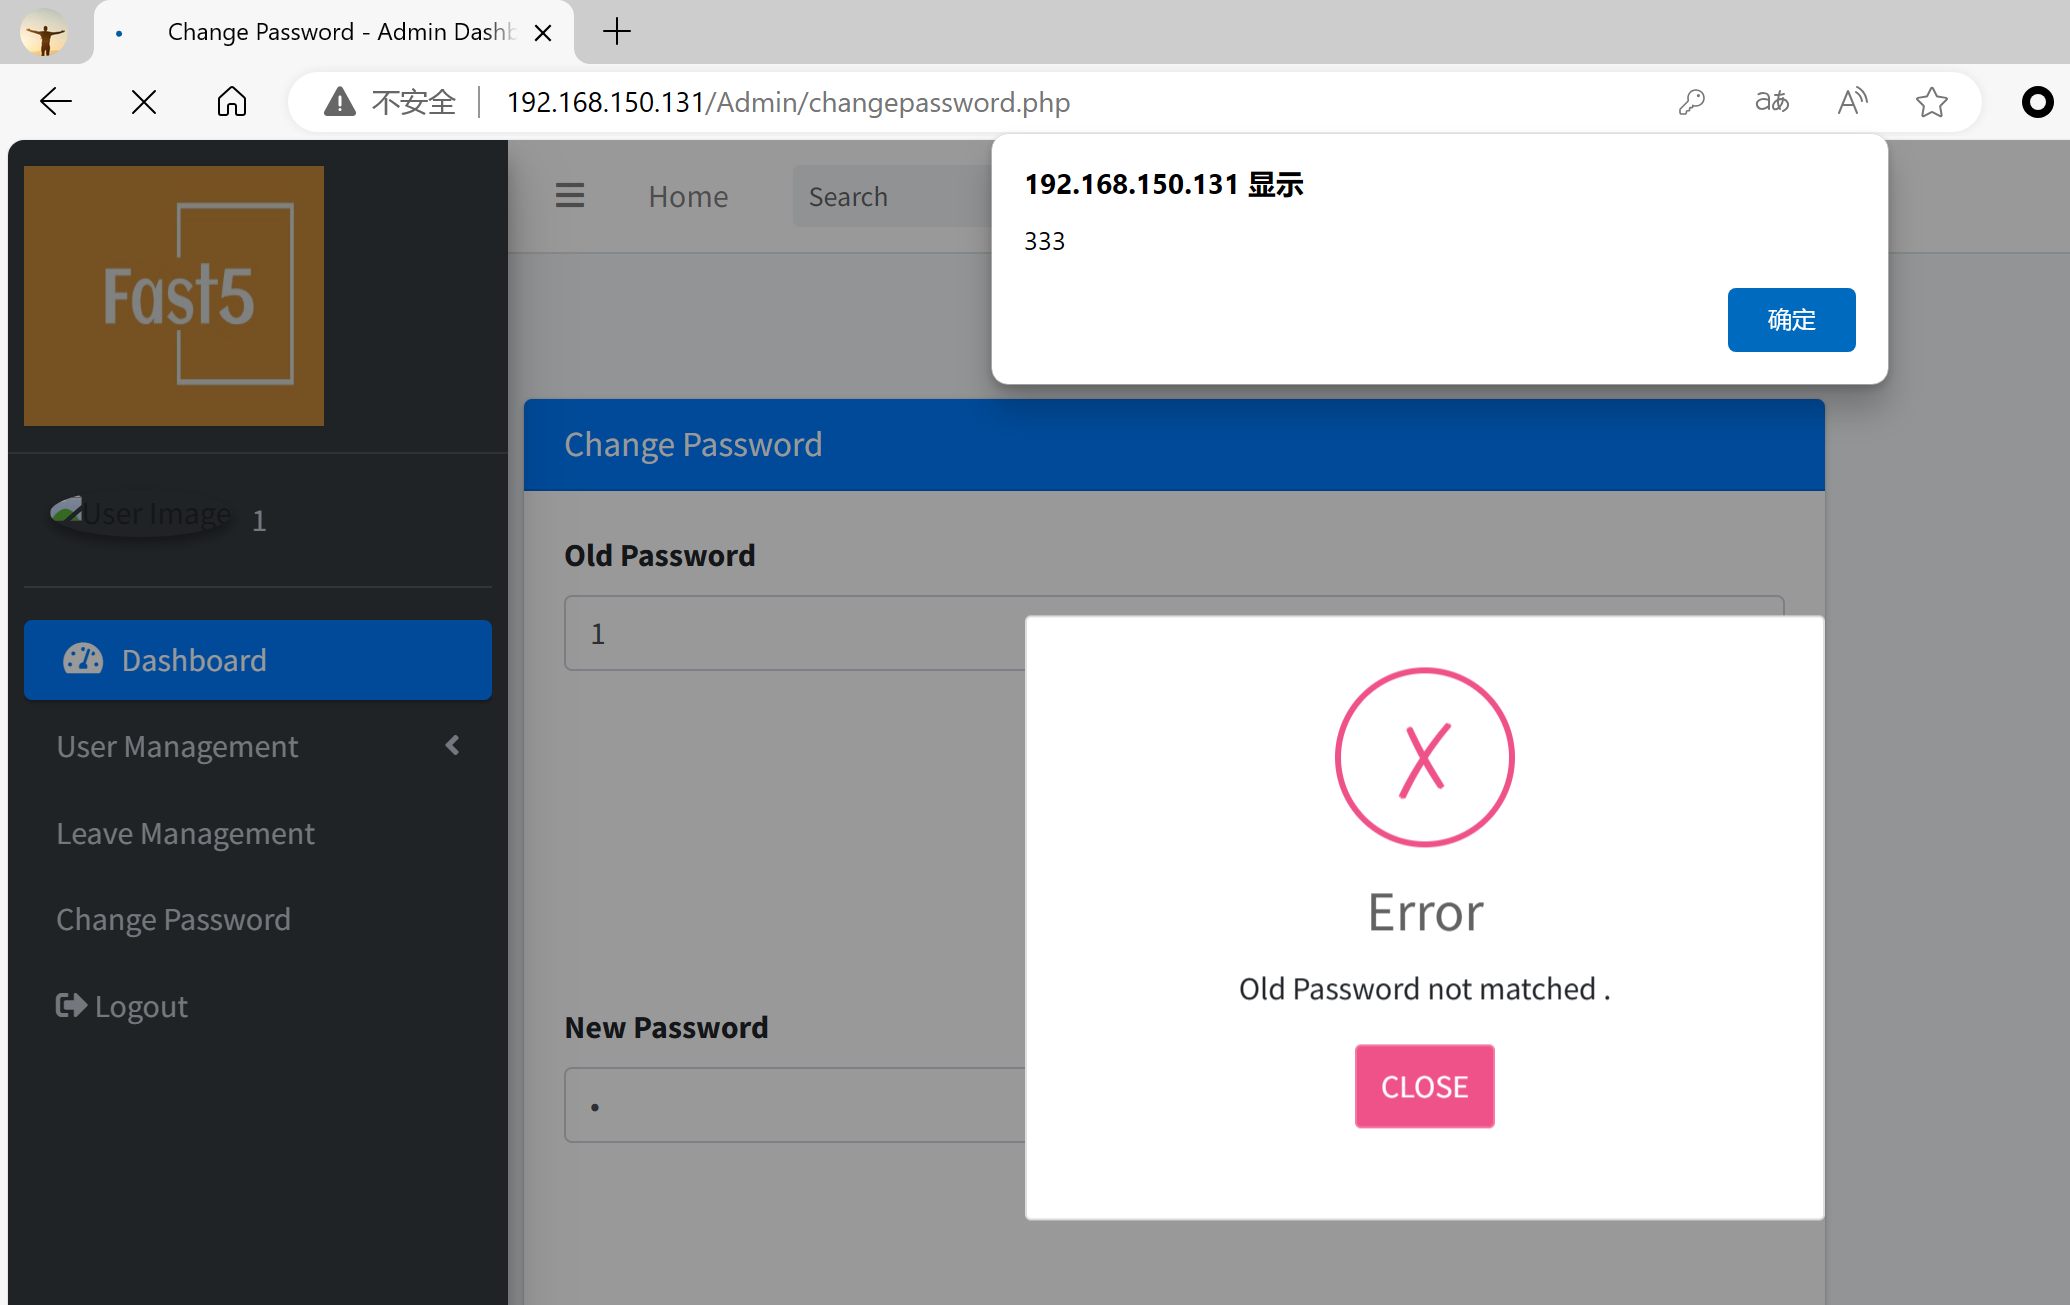 Change Password - Admin Dashb
不安全
192.168.150.131/Admin/changepassword.php
aあ
A
192.168.150.131 显示
333
确定
Fast5
Home
Search
User Image
1
Dashboard
User Management
Leave Management
Change Password
Logout
Change Password
Old Password
1
New Password
•
Error
Old Password not matched .
CLOSE